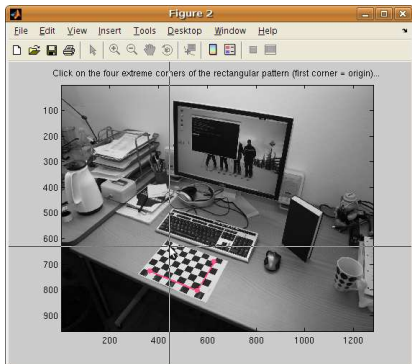 Figure 2
File Edit View Insert Tools Desktop Window Help
Click on the four extreme corners of the rectangular pattern (first corner = origin)...
100
200
300
400
500
600
700
800
900
200 400 600 800 1000 1200